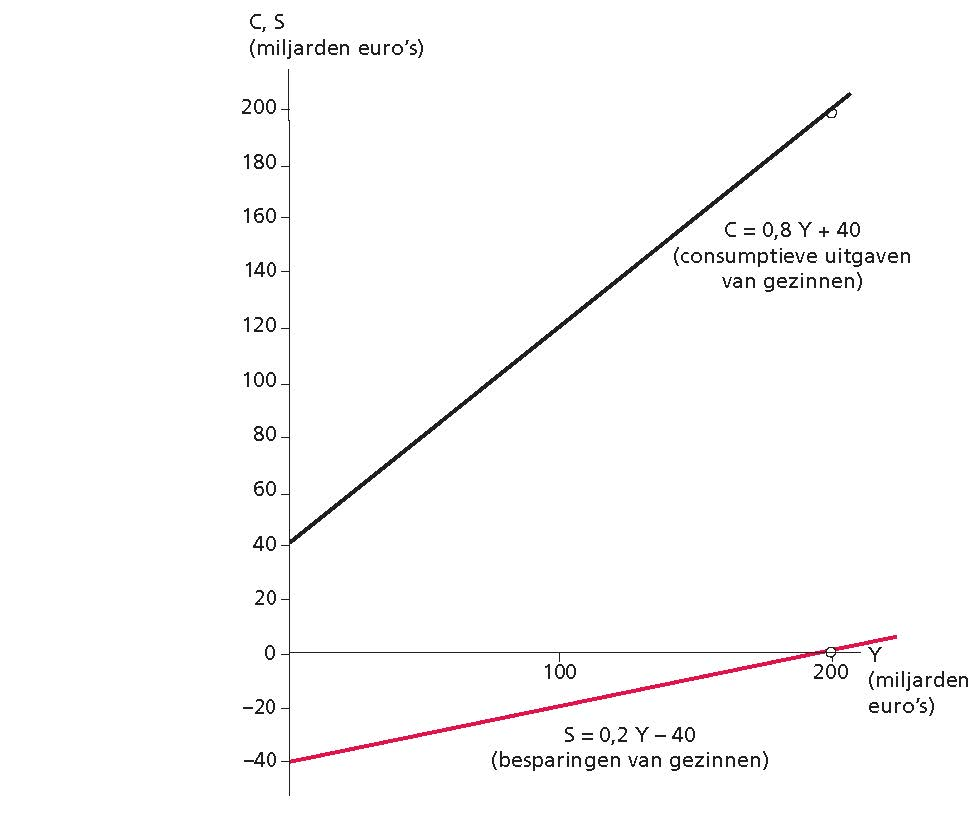 C, S
(miljarden euro’s)
200
180
160
C = 0,8 Y + 40
(consumptieve uitgaven
van gezinnen)
140
120
100
80
60
40
20
0
100
200
Y
(miljarden
euro’s)
–20
S = 0,2 Y – 40
(besparingen van gezinnen)
–40